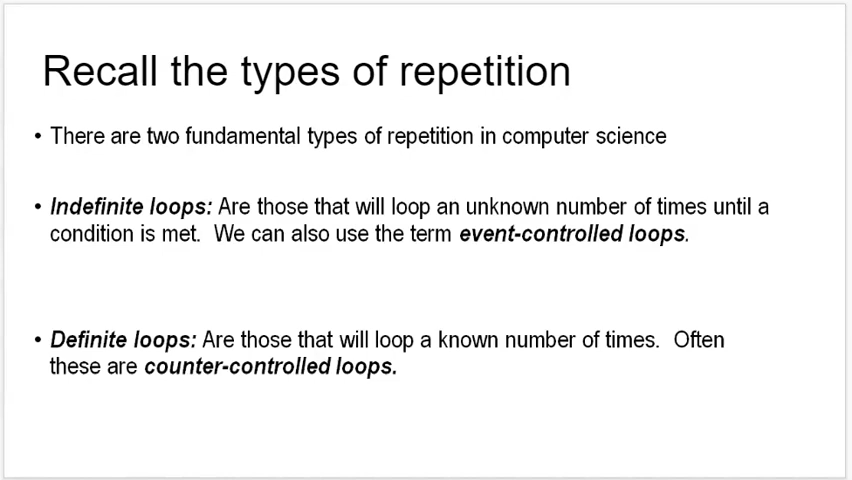 Recall the types of repetition
• There are two fundamental types of repetition in computer science
• Indefinite loops: Are those that will loop an unknown number of times until a
condition is met.  We can also use the term event-controlled loops.
• Definite loops: Are those that will loop a known number of times.  Often
these are counter-controlled loops.